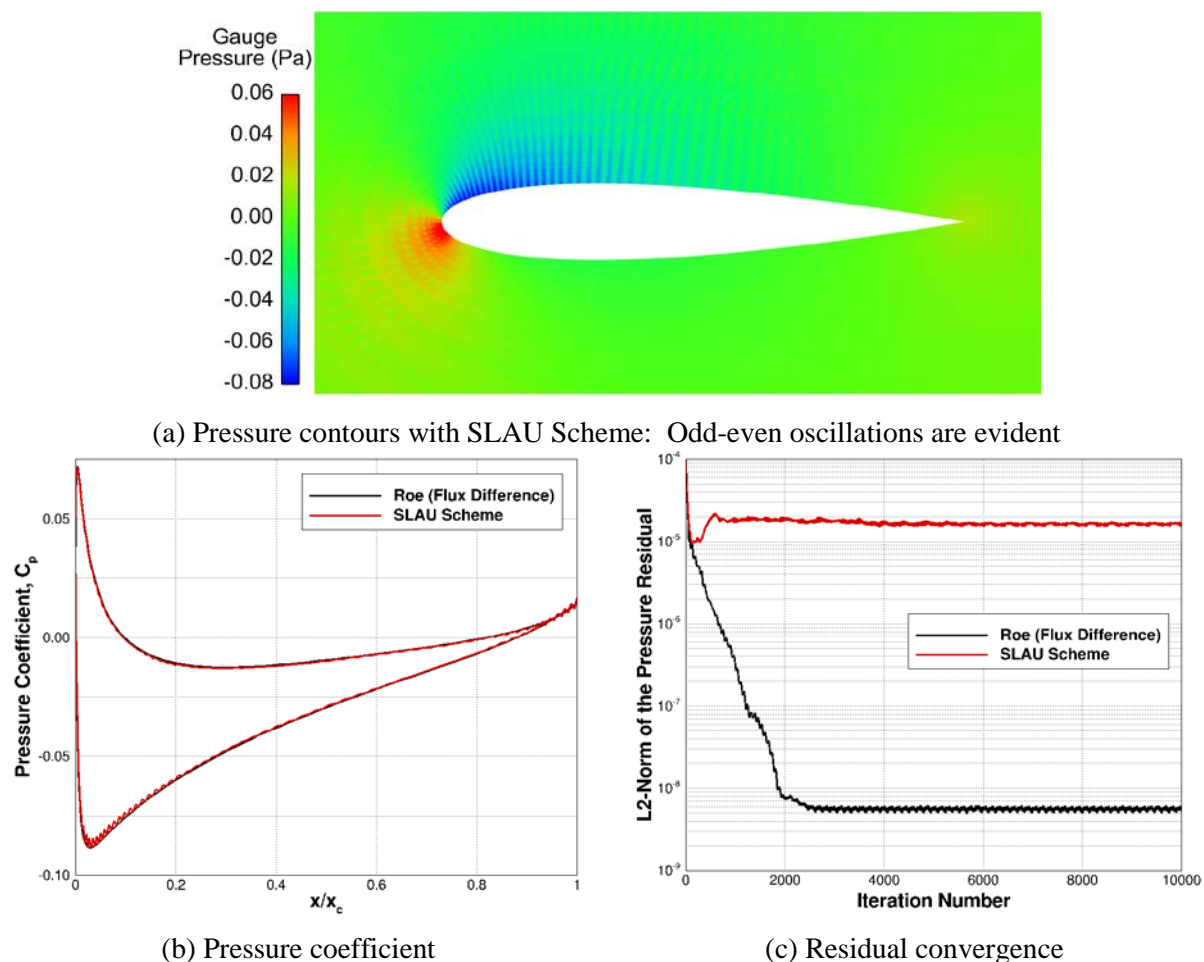 Gauge
Pressure (Pa)
0.06
0.04
0.02
0.00
-0.02
-0.04
-0.06
-0.08
(a) Pressure contours with SLAU Scheme: Odd-even oscillations are evident
Pressure Coefficient, Cp
0.05
0.00
-0.05
-0.10
Roe (Flux Difference)
SLAU Scheme
0
0.2
0.4
0.6
0.8
1
x/xc
(b) Pressure coefficient
L2-Norm of the Pressure Residual
10-4
10-5
10-6
10-7
10-8
10-9
Roe (Flux Difference)
SLAU Scheme
0
2000
4000
6000
8000
10000
Iteration Number
(c) Residual convergence